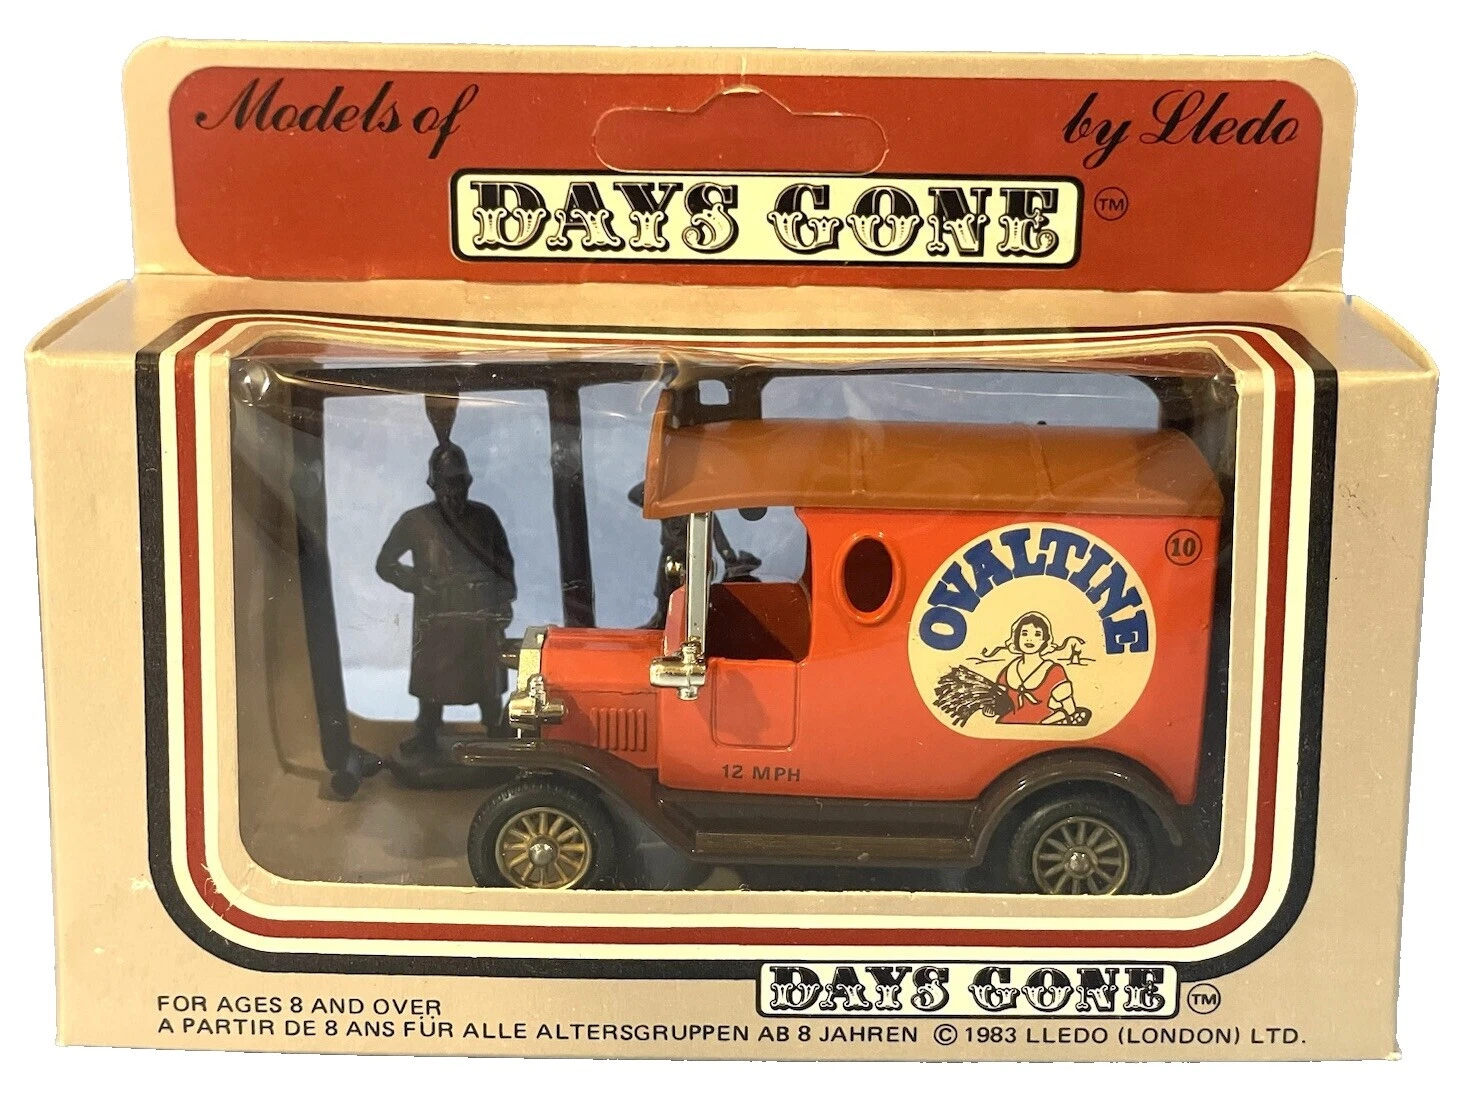 Models of
by Lledo
DAYS GONE TM
OVALTINE
10
12 MPH
DAYS GONE TM
FOR AGES 8 AND OVER
A PARTIR DE 8 ANS FÜR ALLE ALTERSGRUPPEN AB 8 JAHREN © 1983 LLEDO (LONDON) LTD.